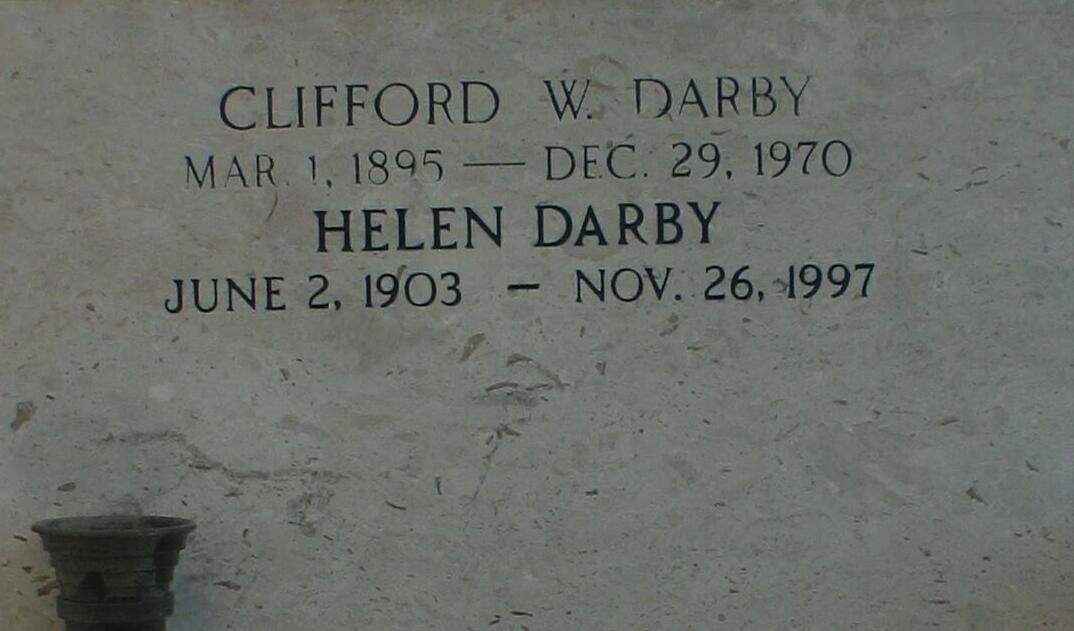 CLIFFORD W. DARBY
MAR. 1, 1895 — DEC. 29, 1970
HELEN DARBY
JUNE 2, 1903 – NOV. 26, 1997